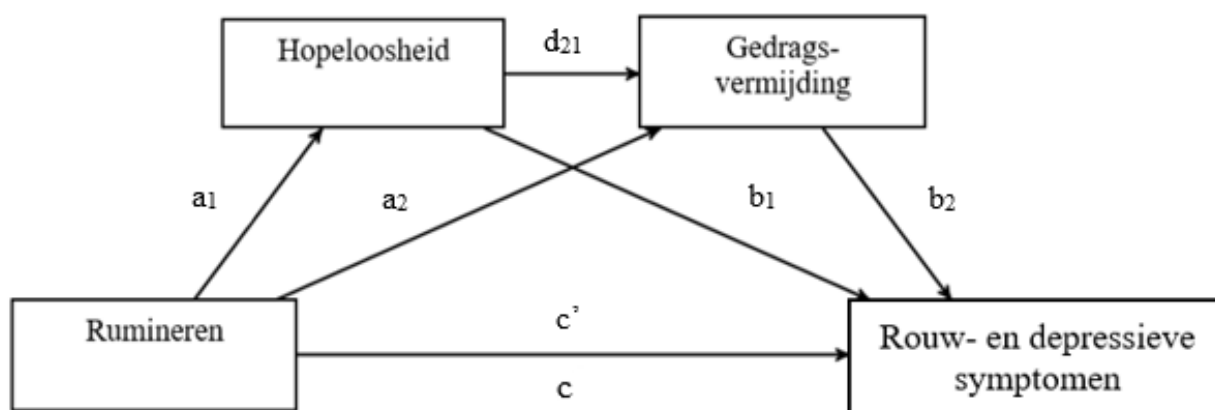 Hopeloosheid
d21
Gedrags-
vermijding
a1
a2
b1
b2
Rumineren
c’
c
Rouw- en depressieve
symptomen